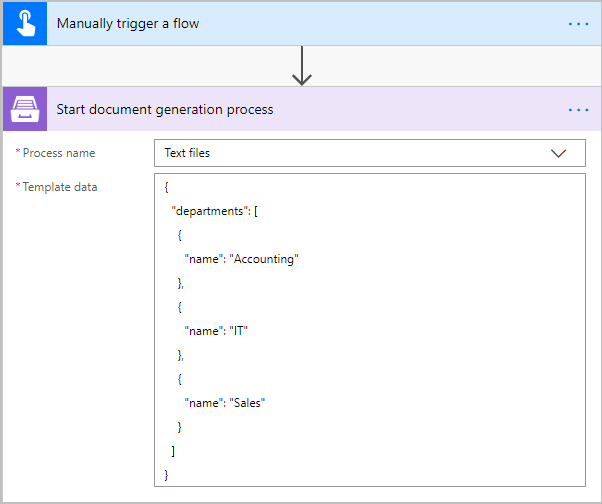 Manually trigger a flow
Start document generation process
* Process name
Text files
* Template data
{
"departments": [
{
"name": "Accounting"
},
{
"name": "IT"
},
{
"name": "Sales"
}
]
}